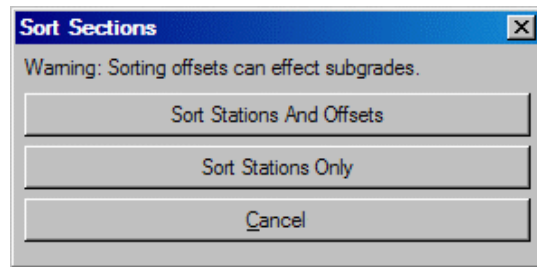 Sort Sections
Warning: Sorting offsets can effect subgrades.
Sort Stations And Offsets
Sort Stations Only
Cancel